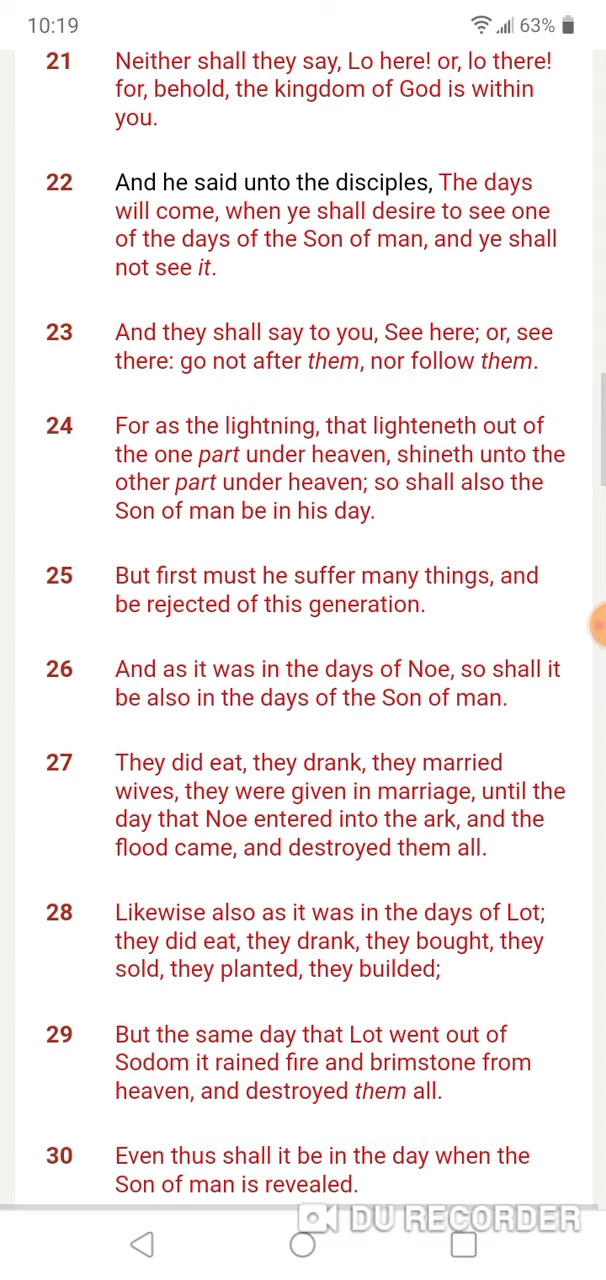 10:19 63%
21 Neither shall they say, Lo here! or, lo there!
for, behold, the kingdom of God is within
you.
22 And he said unto the disciples, The days
will come, when ye shall desire to see one
of the days of the Son of man, and ye shall
not see it.
23 And they shall say to you, See here; or, see
there: go not after them, nor follow them.
24 For as the lightning, that lighteneth out of
the one part under heaven, shineth unto the
other part under heaven; so shall also the
Son of man be in his day.
25 But first must he suffer many things, and
be rejected of this generation.
26 And as it was in the days of Noe, so shall it
be also in the days of the Son of man.
27 They did eat, they drank, they married
wives, they were given in marriage, until the
day that Noe entered into the ark, and the
flood came, and destroyed them all.
28 Likewise also as it was in the days of Lot;
they did eat, they drank, they bought, they
sold, they planted, they builded;
29 But the same day that Lot went out of
Sodom it rained fire and brimstone from
heaven, and destroyed them all.
30 Even thus shall it be in the day when the
Son of man is revealed.
DU RECORDER